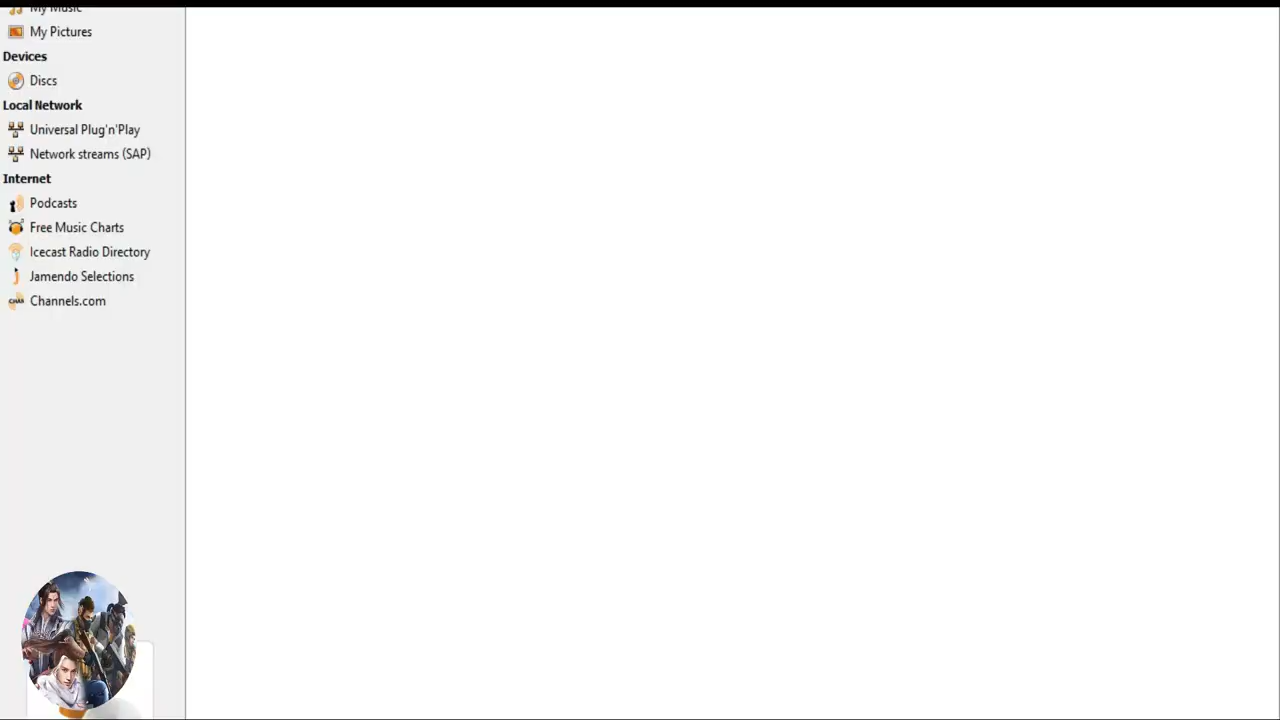 My Music
My Pictures
Devices
Discs
Local Network
Universal Plug'n'Play
Network streams (SAP)
Internet
Podcasts
Free Music Charts
Icecast Radio Directory
Jamendo Selections
Channels.com